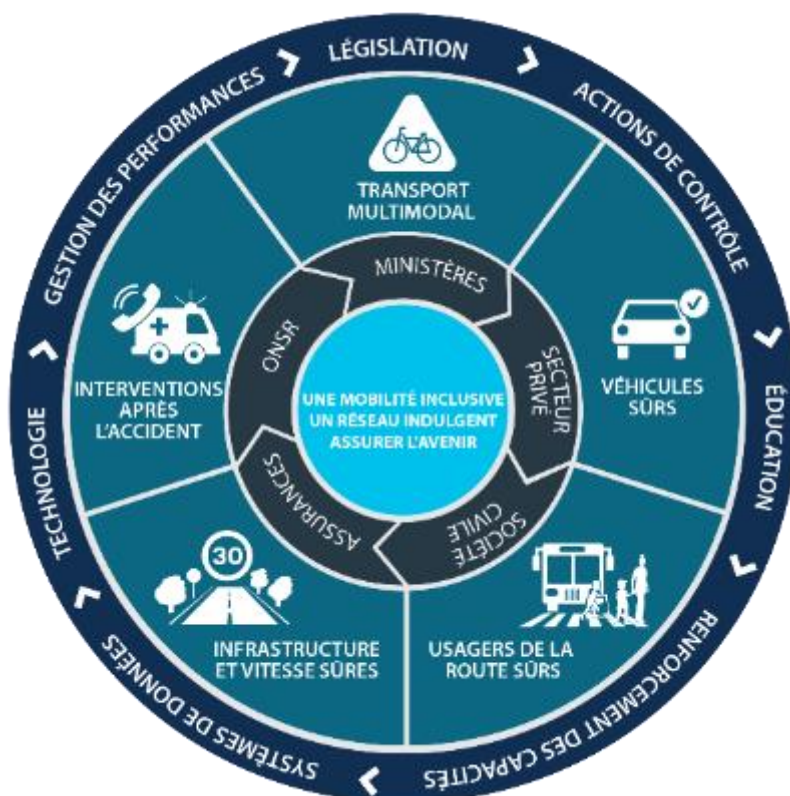 LÉGISLATION
ACTIONS DE CONTRÔLE
ÉDUCATION
RENFORCEMENT DES CAPACITÉS
SYSTÈMES DE DONNÉES
TECHNOLOGIE
GESTION DES PERFORMANCES
TRANSPORT
MULTIMODAL
VÉHICULES
SÛRS
USAGERS DE LA
ROUTE SÛRS
30
INFRASTRUCTURE
ET VITESSE SÛRES
INTERVENTIONS
APRÈS
L'ACCIDENT
MINISTÈRES
SECTEUR
PRIVÉ
SOCIÉTÉ
CIVILE
ASSURANCES
ONSR
UNE MOBILITÉ INCLUSIVE
UN RÉSEAU INDULGENT
ASSURER L'AVENIR